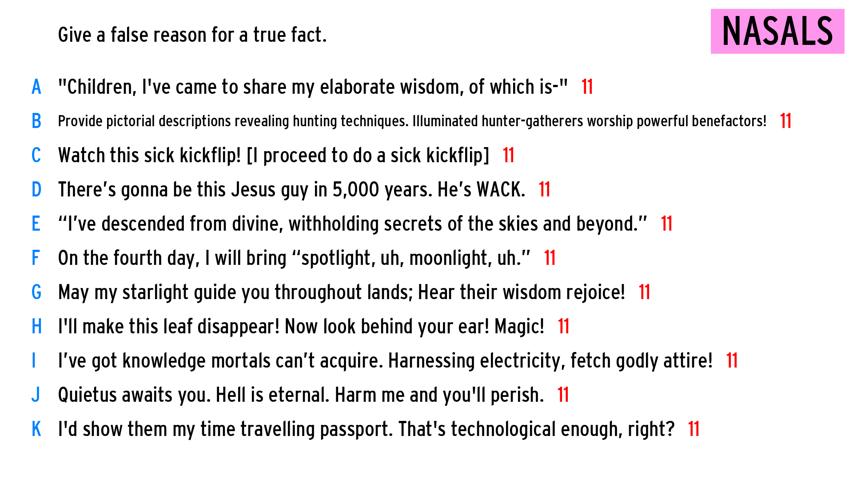 Give a false reason for a true fact.
NASALS
A "Children, I've came to share my elaborate wisdom, of which is-" 11
B Provide pictorial descriptions revealing hunting techniques. Illuminated hunter-gatherers worship powerful benefactors! 11
C Watch this sick kickflip! [I proceed to do a sick kickflip] 11
D There's gonna be this Jesus guy in 5,000 years. He's WACK. 11
E “I've descended from divine, withholding secrets of the skies and beyond.” 11
F On the fourth day, I will bring “spotlight, uh, moonlight, uh.” 11
G May my starlight guide you throughout lands; Hear their wisdom rejoice! 11
H I'll make this leaf disappear! Now look behind your ear! Magic! 11
I I've got knowledge mortals can't acquire. Harnessing electricity, fetch godly attire! 11
J Quietus awaits you. Hell is eternal. Harm me and you'll perish. 11
K I'd show them my time travelling passport. That's technological enough, right? 11